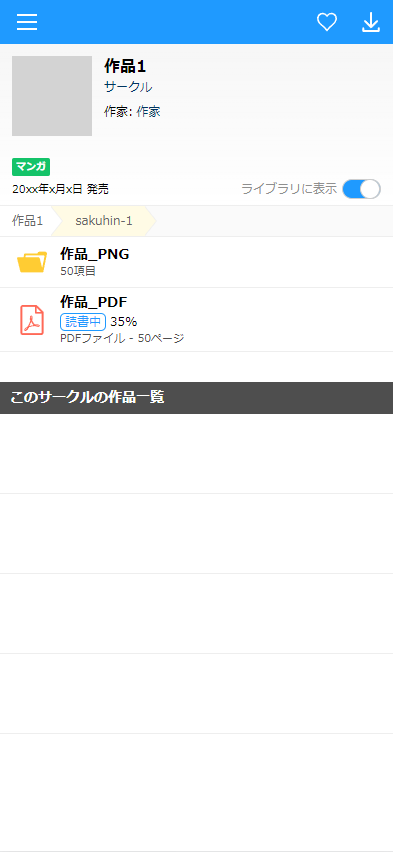 作品1
サークル
作家: 作家
マンガ
20xx年x月x日 発売
ライブラリに表示
作品1
sakuhin-1
作品_PNG
50項目
作品_PDF
読書中 35%
PDFファイル - 50ページ
このサークルの作品一覧